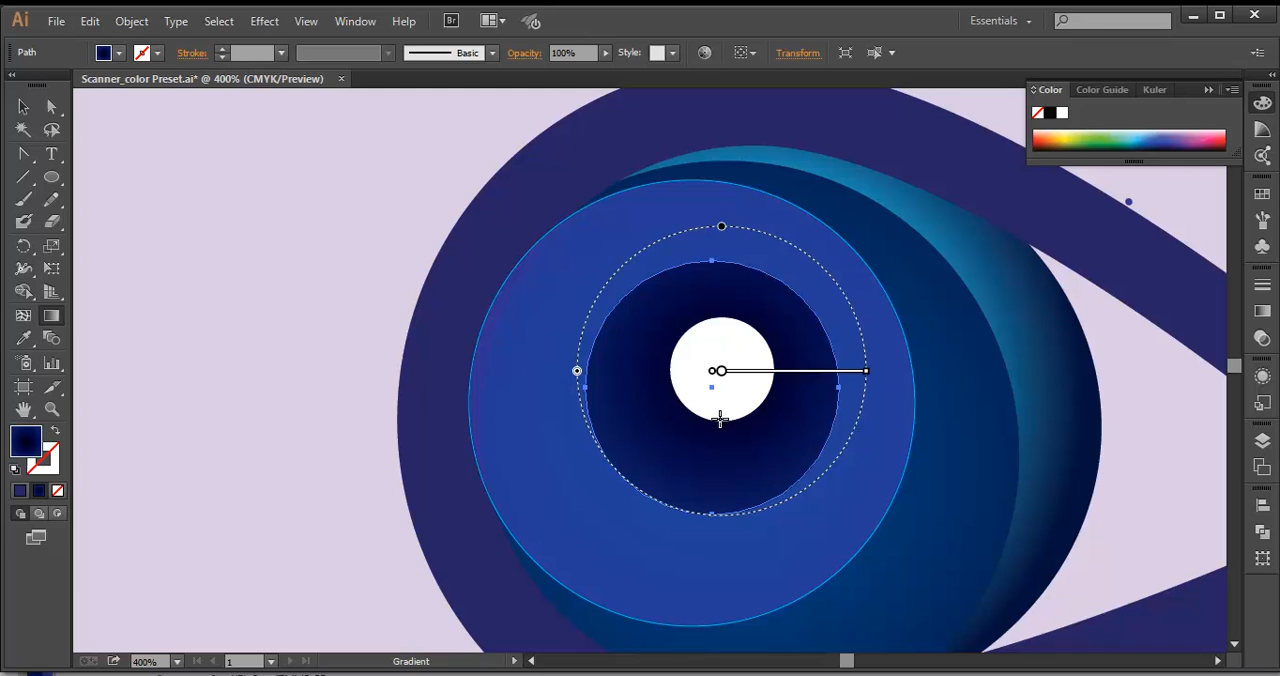 Ai File Edit Object Type Select Effect View Window Help Br Essentials
Path Stroke: Basic Opacity: 100% Style: Transform
Scanner_color Preset.ai* @ 400% (CMYK/Preview)
Color Color Guide Kuler
T
400% 1 Gradient